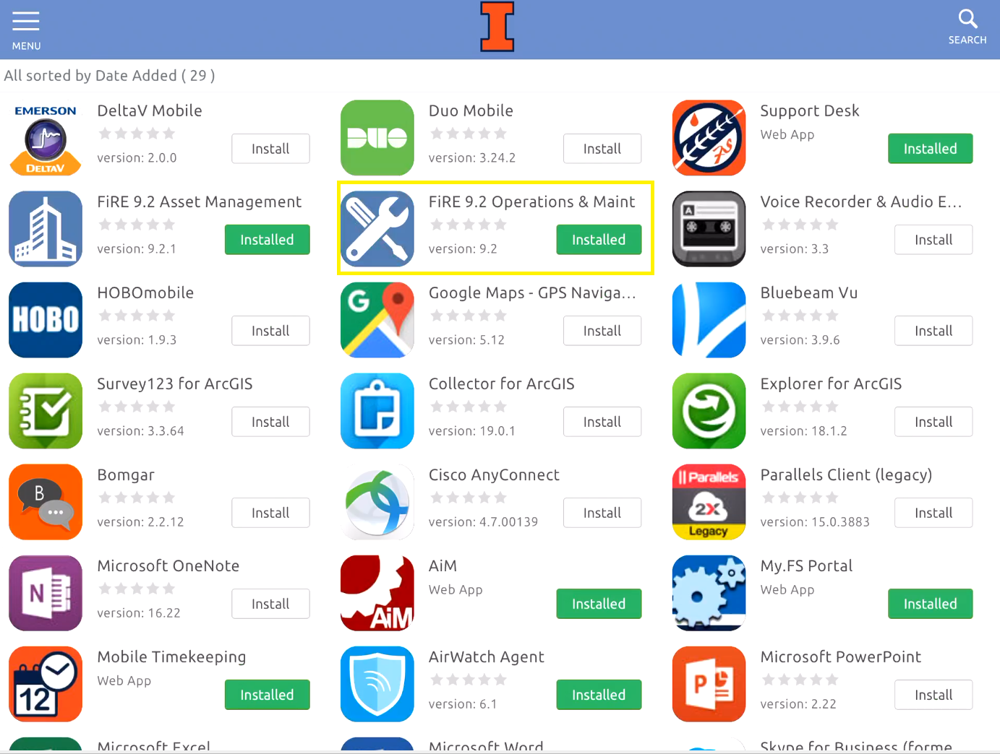 MENU
SEARCH
All sorted by Date Added ( 29 )
EMERSON
DELTAV
DeltaV Mobile
version: 2.0.0
Install
DUO
Duo Mobile
version: 3.24.2
Install
FS
Support Desk
Web App
Installed
FiRE 9.2 Asset Management
version: 9.2.1
Installed
FiRE 9.2 Operations & Maint
version: 9.2
Installed
A
Voice Recorder & Audio E...
version: 3.3
Install
HOBO
HOBOmobile
version: 1.9.3
Install
G
Google Maps - GPS Naviga...
version: 5.12
Install
Bluebeam Vu
version: 3.9.6
Install
Survey123 for ArcGIS
version: 3.3.64
Install
Collector for ArcGIS
version: 19.0.1
Install
Explorer for ArcGIS
version: 18.1.2
Install
B
Bomgar
version: 2.2.12
Install
Cisco AnyConnect
version: 4.7.00139
Install
|| Parallels
2X
Legacy
Parallels Client (legacy)
version: 15.0.3883
Install
N
Microsoft OneNote
version: 16.22
Install
AiM
AiM
Web App
Installed
My.FS Portal
Web App
Installed
12
Mobile Timekeeping
Web App
Installed
AirWatch Agent
version: 6.1
Installed
P
Microsoft PowerPoint
version: 2.22
Install
Microsoft Excel
Microsoft Word
Skype for Business (forme